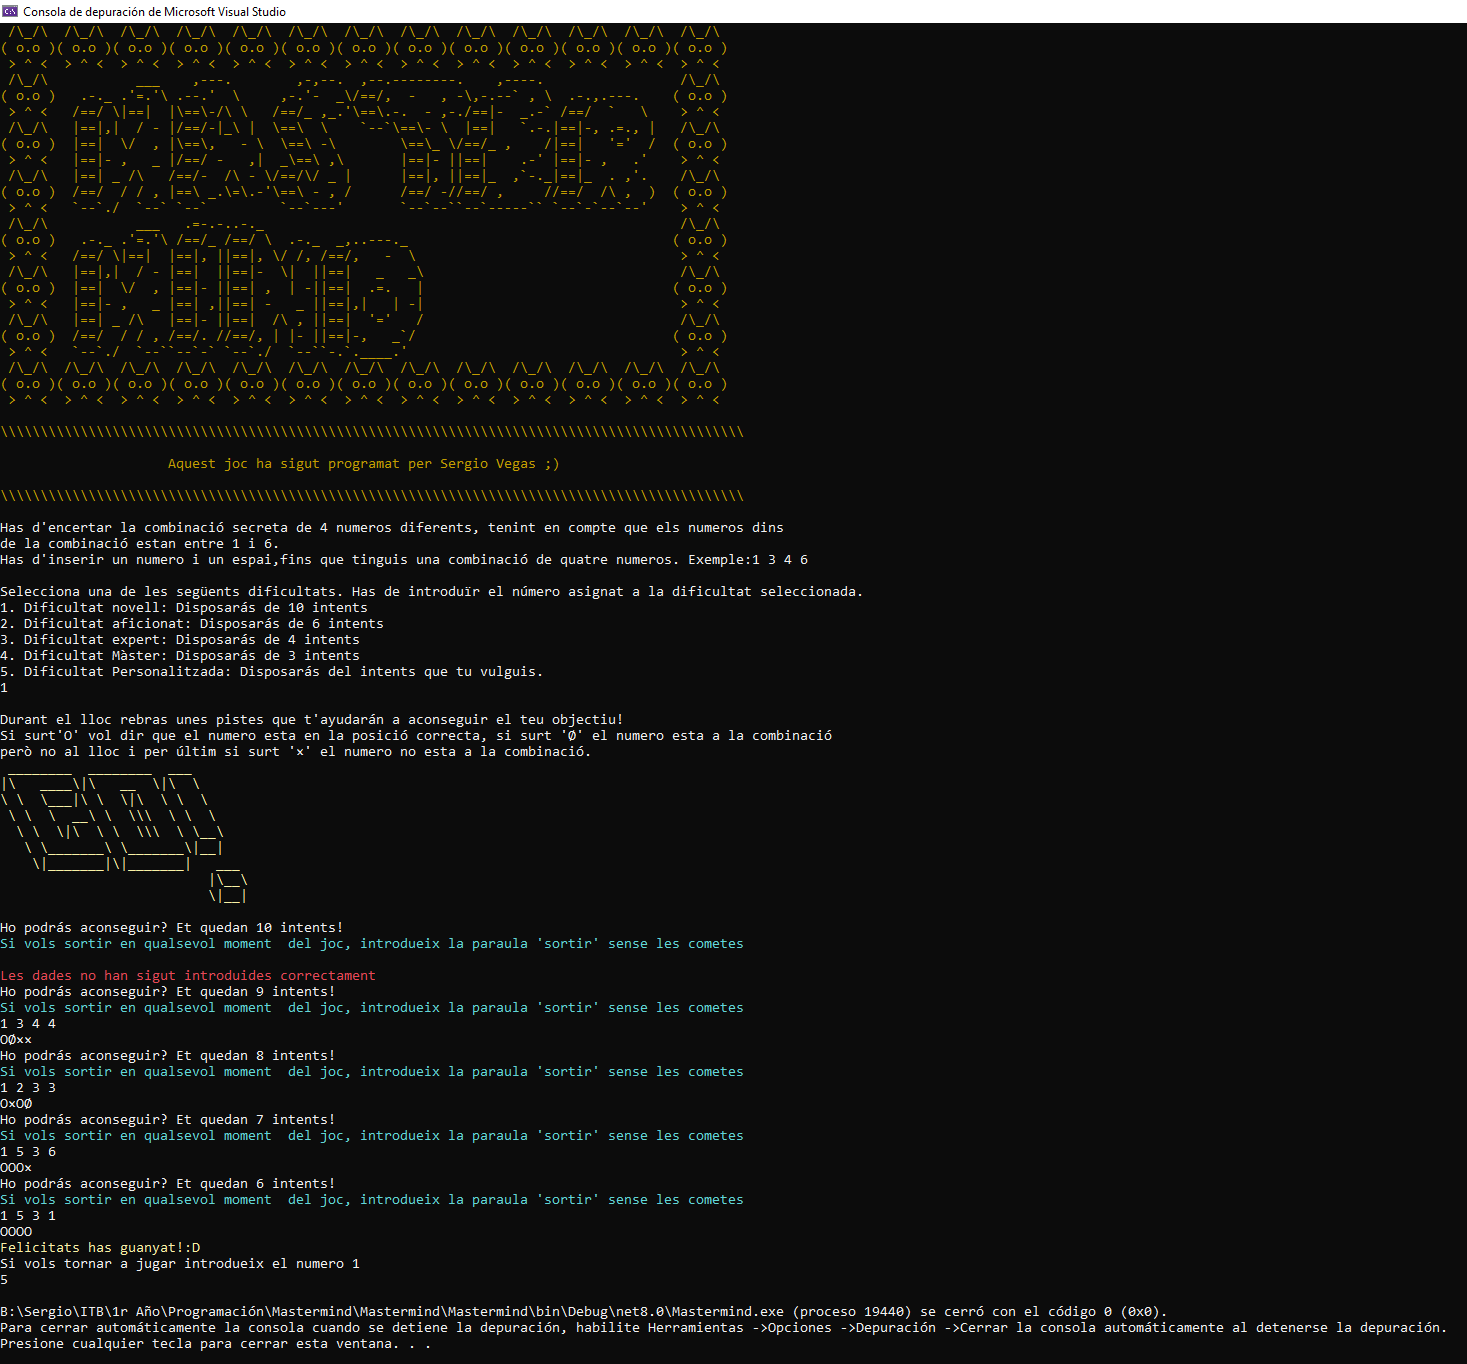 Consola de depuración de Microsoft Visual Studio
Aquest joc ha sigut programat per Sergio Vegas ;)
Has d'encertar la combinació secreta de 4 numeros diferents, tenint en compte que els numeros dins
de la combinació estan entre 1 i 6.
Has d'inserir un numero i un espai,fins que tinguis una combinació de quatre numeros. Exemple:1 3 4 6
Selecciona una de les següents dificultats. Has de introduïr el número asignat a la dificultat seleccionada.
1. Dificultat novell: Disposarás de 10 intents
2. Dificultat aficionat: Disposarás de 6 intents
3. Dificultat expert: Disposarás de 4 intents
4. Dificultat Màster: Disposarás de 3 intents
5. Dificultat Personalitzada: Disposarás del intents que tu vulguis.
1
Durant el lloc rebras unes pistes que t'ayudarán a aconseguir el teu objectiu!
Si surt'O' vol dir que el numero esta en la posició correcta, si surt 'Ø' el numero esta a la combinació
però no al lloc i per últim si surt '×' el numero no esta a la combinació.
Ho podrás aconseguir? Et quedan 10 intents!
Si vols sortir en qualsevol moment  del joc, introdueix la paraula 'sortir' sense les cometes
Les dades no han sigut introduides correctament
Ho podrás aconseguir? Et quedan 9 intents!
Si vols sortir en qualsevol moment  del joc, introdueix la paraula 'sortir' sense les cometes
1 3 4 4
OØ××
Ho podrás aconseguir? Et quedan 8 intents!
Si vols sortir en qualsevol moment  del joc, introdueix la paraula 'sortir' sense les cometes
1 2 3 3
O×OØ
Ho podrás aconseguir? Et quedan 7 intents!
Si vols sortir en qualsevol moment  del joc, introdueix la paraula 'sortir' sense les cometes
1 5 3 6
OOO×
Ho podrás aconseguir? Et quedan 6 intents!
Si vols sortir en qualsevol moment  del joc, introdueix la paraula 'sortir' sense les cometes
1 5 3 1
OOOO
Felicitats has guanyat!:D
Si vols tornar a jugar introdueix el numero 1
5
B:\Sergio\ITB\1r Año\Programación\Mastermind\Mastermind\Mastermind\bin\Debug\net8.0\Mastermind.exe (proceso 19440) se cerró con el código 0 (0x0).
Para cerrar automáticamente la consola cuando se detiene la depuración, habilite Herramientas ->Opciones ->Depuración ->Cerrar la consola automáticamente al detenerse la depuración.
Presione cualquier tecla para cerrar esta ventana. . .